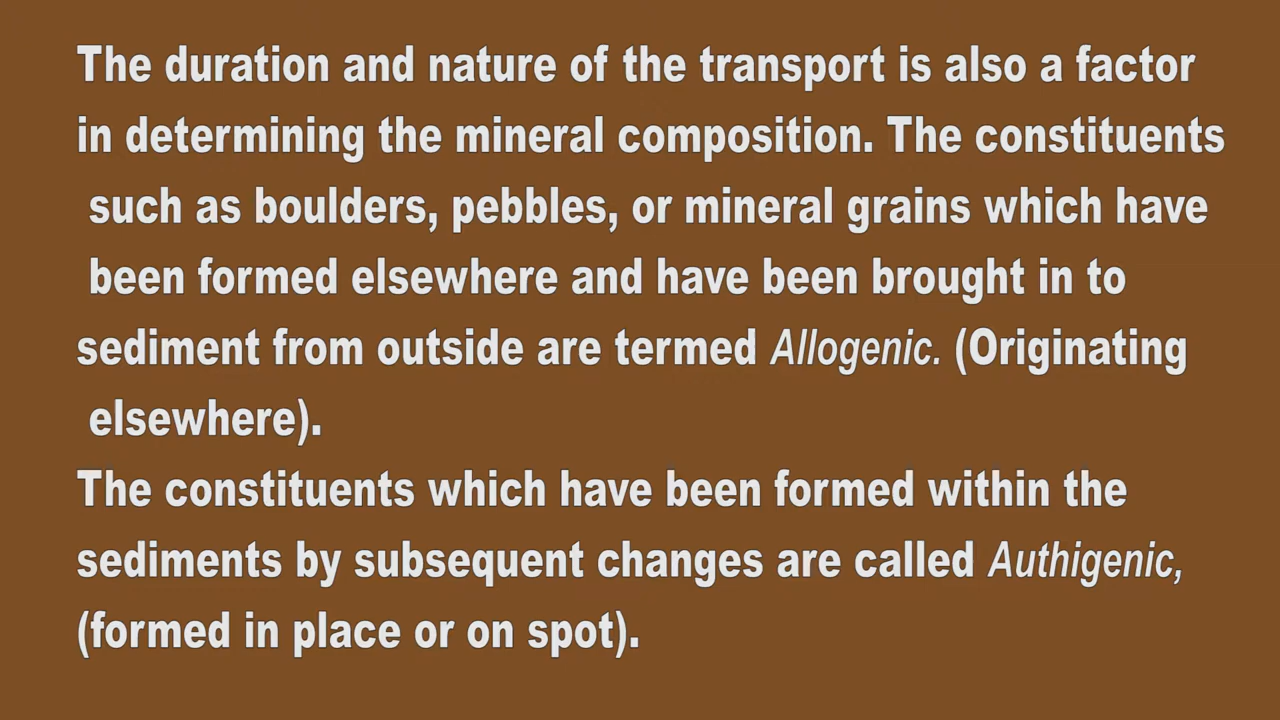 The duration and nature of the transport is also a factor
in determining the mineral composition. The constituents
such as boulders, pebbles, or mineral grains which have
been formed elsewhere and have been brought in to
sediment from outside are termed Allogenic. (Originating
elsewhere).
The constituents which have been formed within the
sediments by subsequent changes are called Authigenic,
(formed in place or on spot).